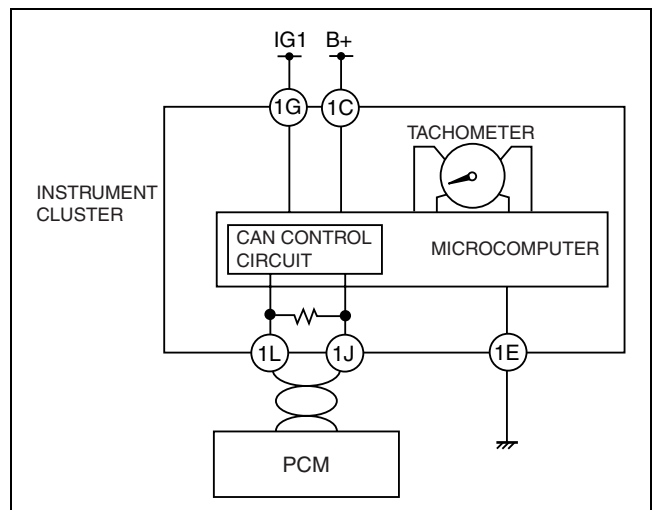 IG1 B+
1G 1C
TACHOMETER
INSTRUMENT
CLUSTER
CAN CONTROL
CIRCUIT
MICROCOMPUTER
1L 1J 1E
PCM